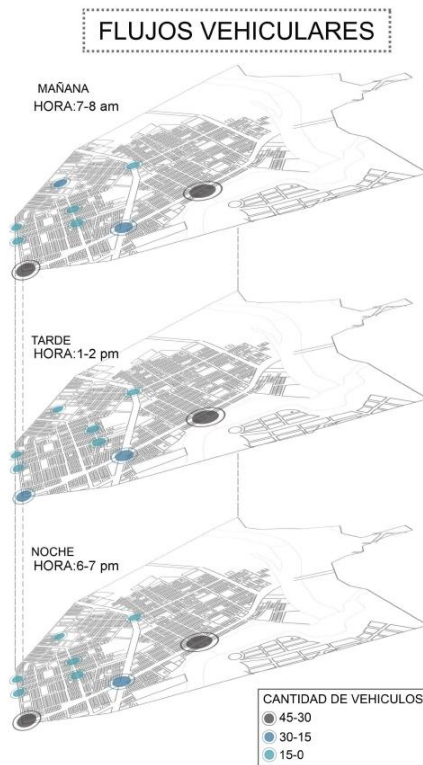 FLUJOS VEHICULARES
MAÑANA
HORA:7-8 am
TARDE
HORA:1-2 pm
NOCHE
HORA:6-7 pm
CANTIDAD DE VEHICULOS
45-30
30-15
15-0